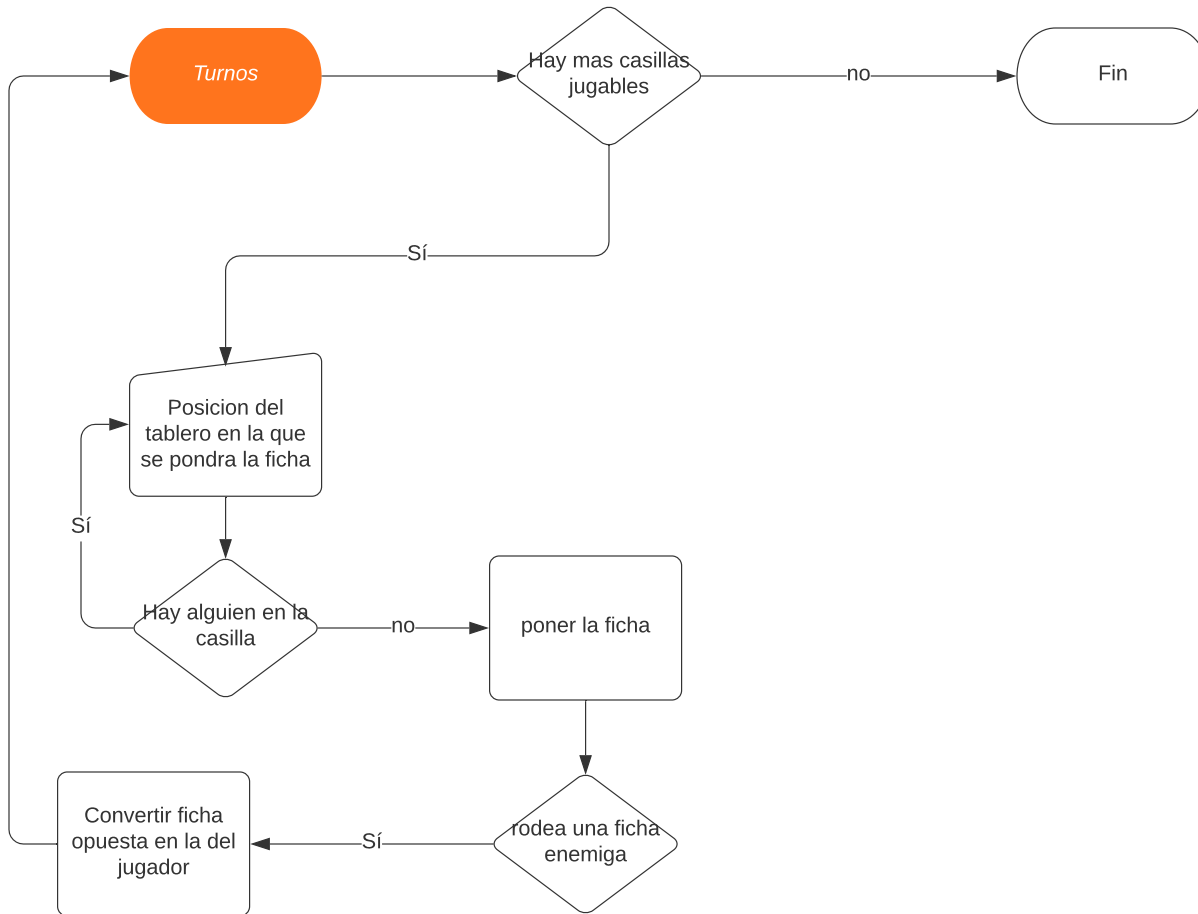 Turnos
Hay mas casillas
jugables
no
Fin
Sí
Posicion del
tablero en la que
se pondra la ficha
Sí
Hay alguien en la
casilla
no
poner la ficha
rodea una ficha
enemiga
Sí
Convertir ficha
opuesta en la del
jugador